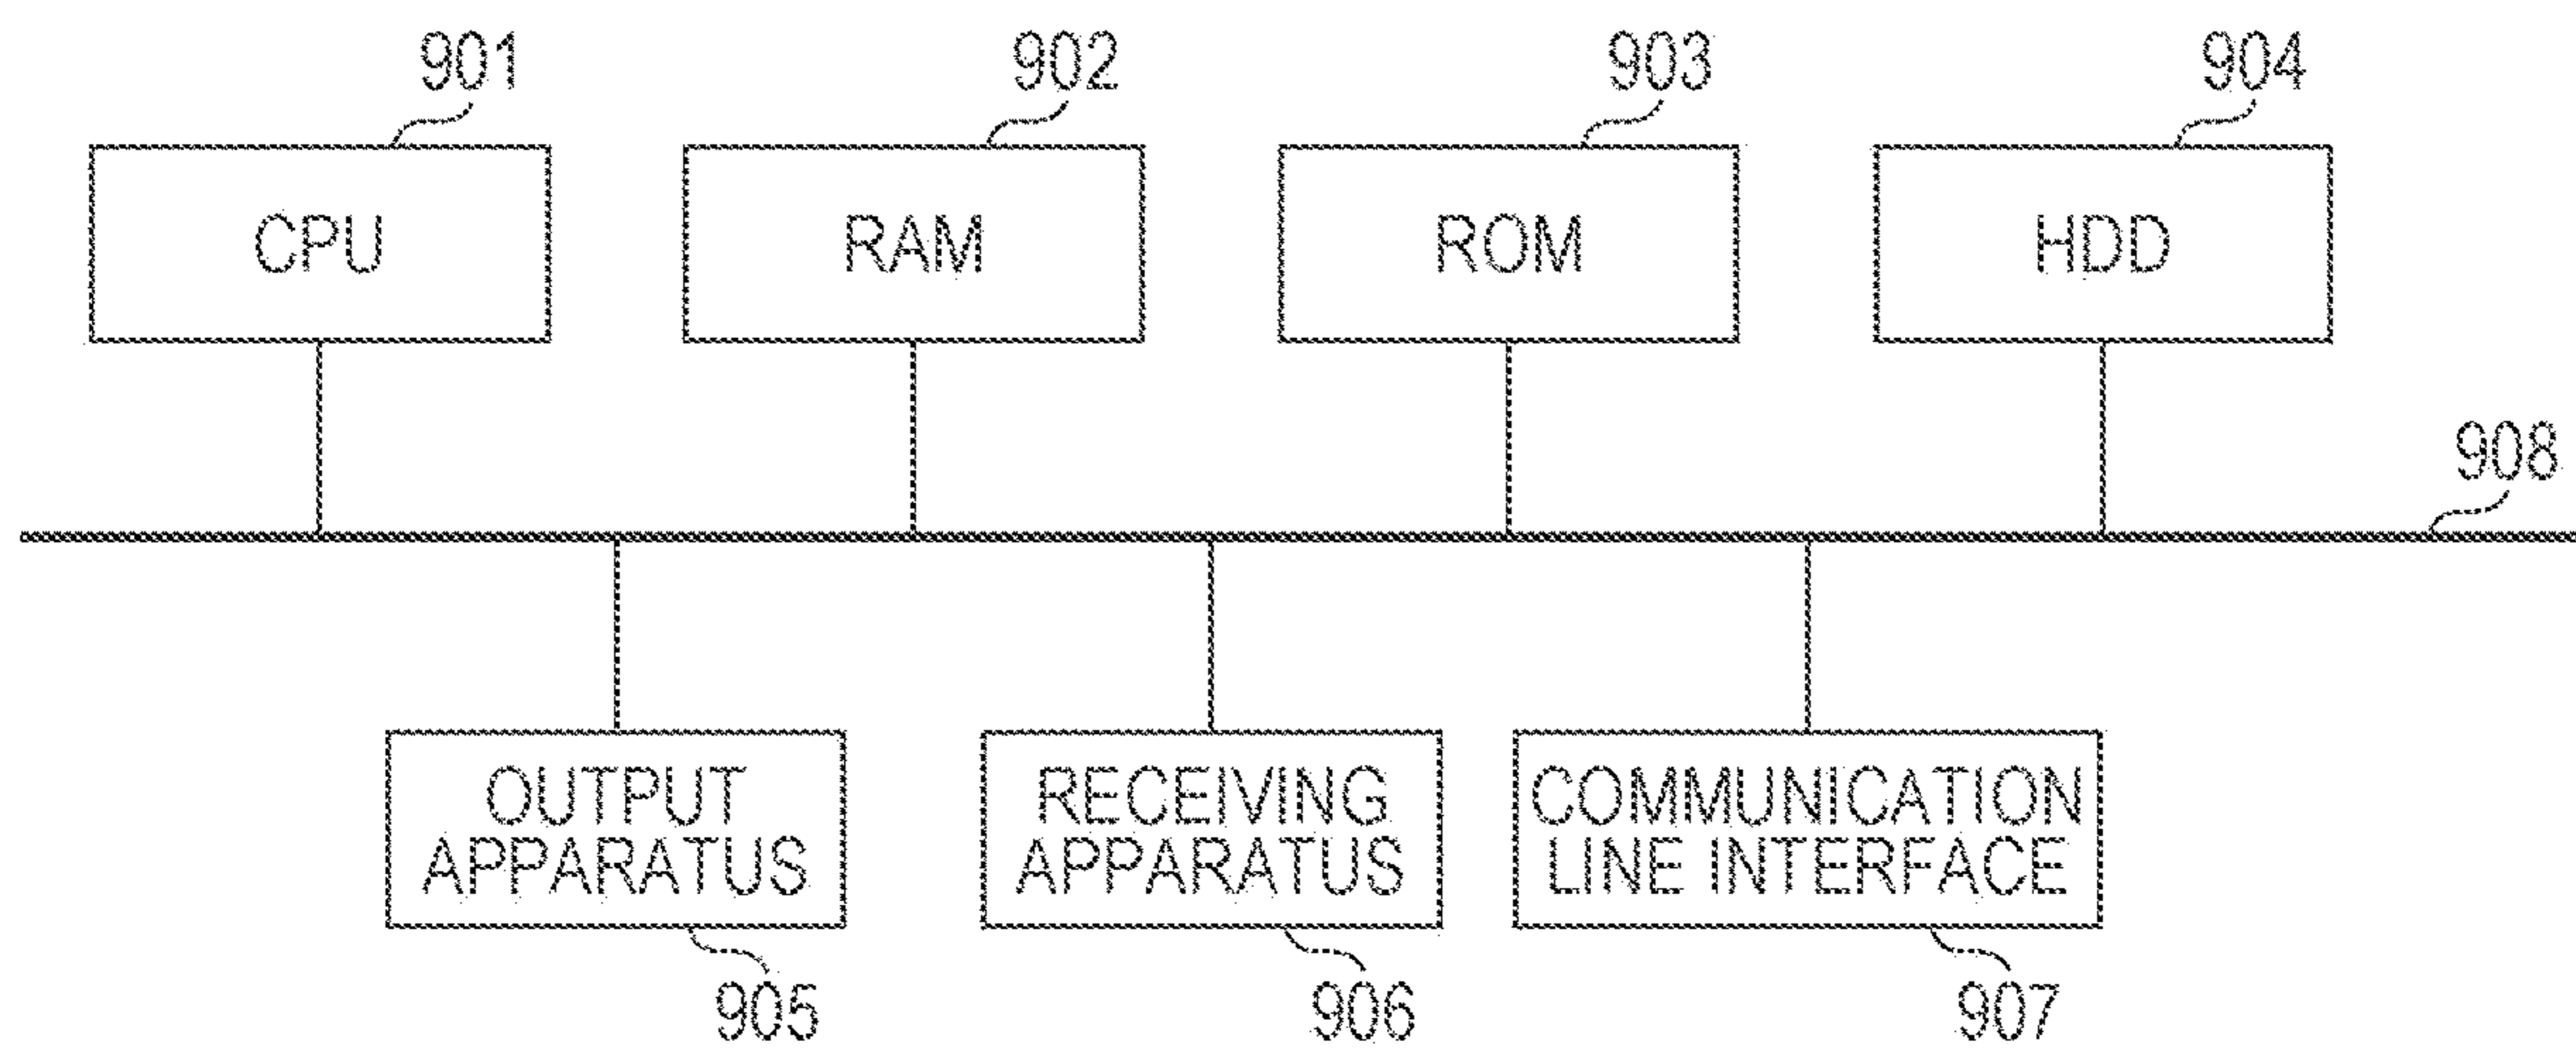 901
902
903
904
CPU
RAM
ROM
HDD
908
OUTPUT
APPARATUS
RECEIVING
APPARATUS
COMMUNICATION
LINE INTERFACE
905
906
907